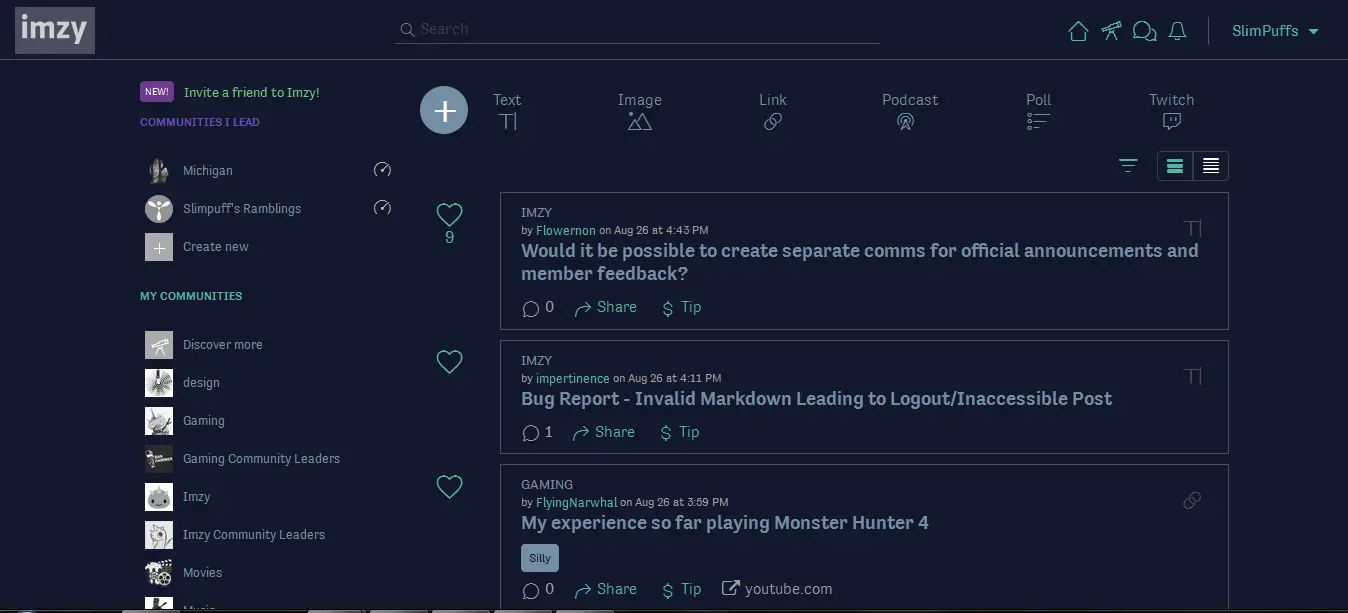 imzy
Search
SlimPuffs
NEW! Invite a friend to Imzy!
COMMUNITIES I LEAD
Michigan
Slimpuff's Ramblings
Create new
MY COMMUNITIES
Discover more
design
Gaming
Gaming Community Leaders
Imzy
Imzy Community Leaders
Movies
Music
Text Image Link Podcast Poll Twitch
9
IMZY
by Flowernon on Aug 26 at 4:43 PM
Would it be possible to create separate comms for official announcements and
member feedback?
0 Share $ Tip
IMZY
by impertinence on Aug 26 at 4:11 PM
Bug Report - Invalid Markdown Leading to Logout/Inaccessible Post
1 Share $ Tip
GAMING
by FlyingNarwhal on Aug 26 at 3:59 PM
My experience so far playing Monster Hunter 4
Silly
0 Share $ Tip youtube.com